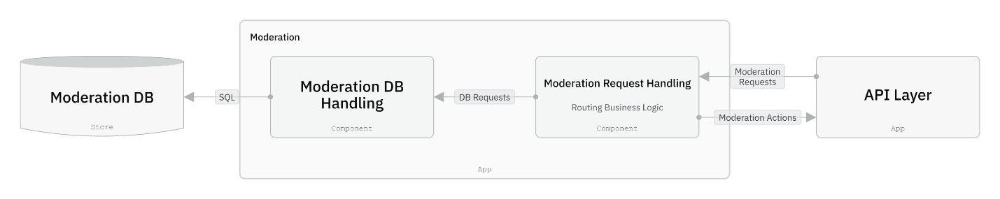 Moderation
Moderation DB
Store
SQL
Moderation DB
Handling
Component
DB Requests
Moderation Request Handling
Routing Business Logic
Component
Moderation
Requests
Moderation Actions
API Layer
App
App